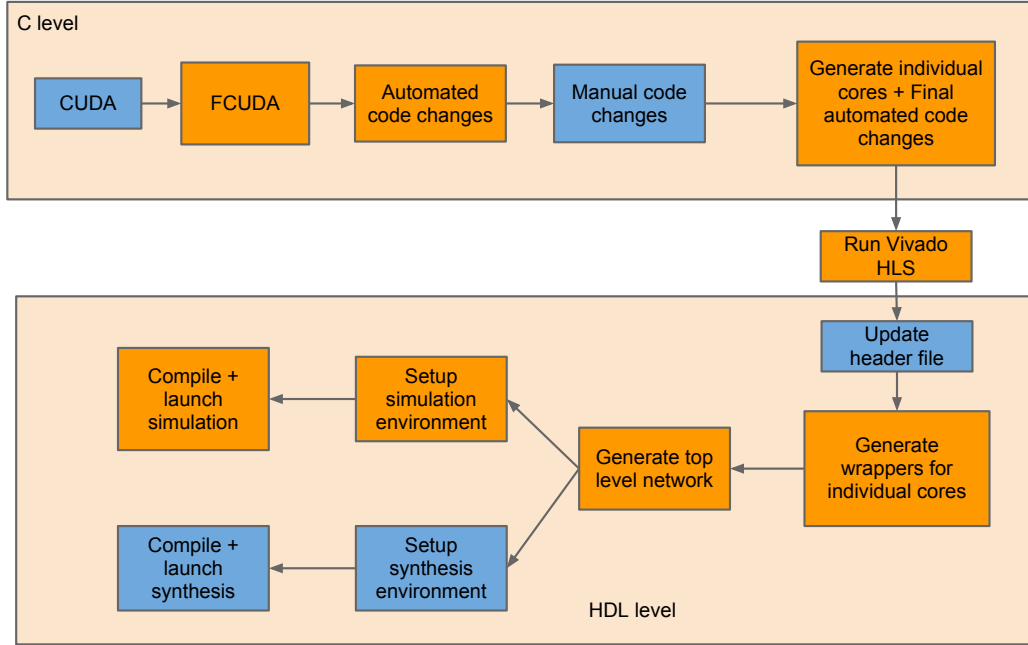 C level
CUDA
FCUDA
Automated
code changes
Manual code
changes
Generate individual
cores + Final
automated code
changes
Run Vivado
HLS
Update
header file
Generate
wrappers for
individual cores
Generate top
level network
Setup
simulation
environment
Compile +
launch
simulation
Setup
synthesis
environment
Compile +
launch
synthesis
HDL level